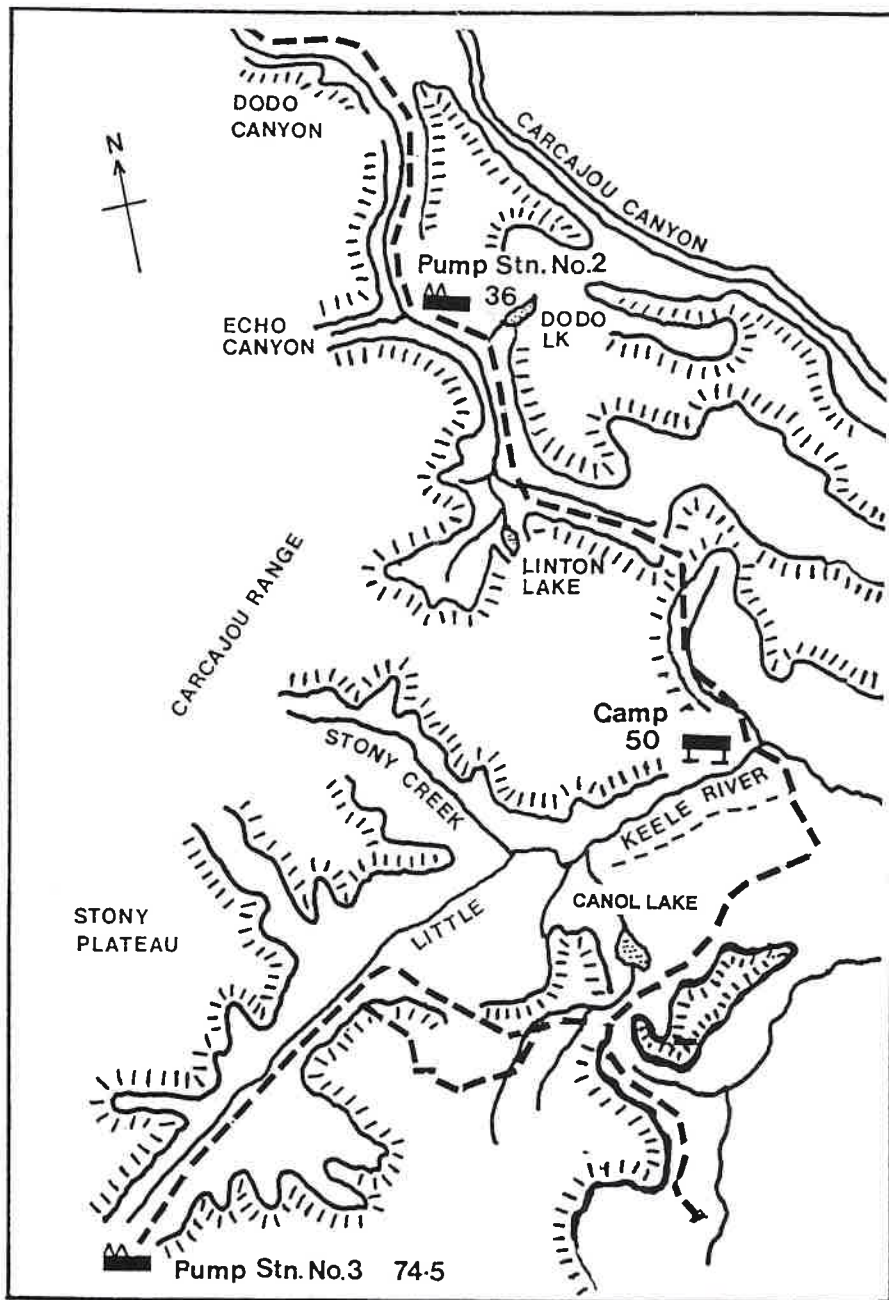 DODO
CANYON
N
CARCAJOU CANYON
Pump Stn. No.2
36
ECHO
CANYON
DODO
LK
LINTON
LAKE
CARCAJOU RANGE
Camp
50
STONY CREEK
KEELE RIVER
CANOL LAKE
LITTLE
STONY
PLATEAU
Pump Stn. No.3 74·5